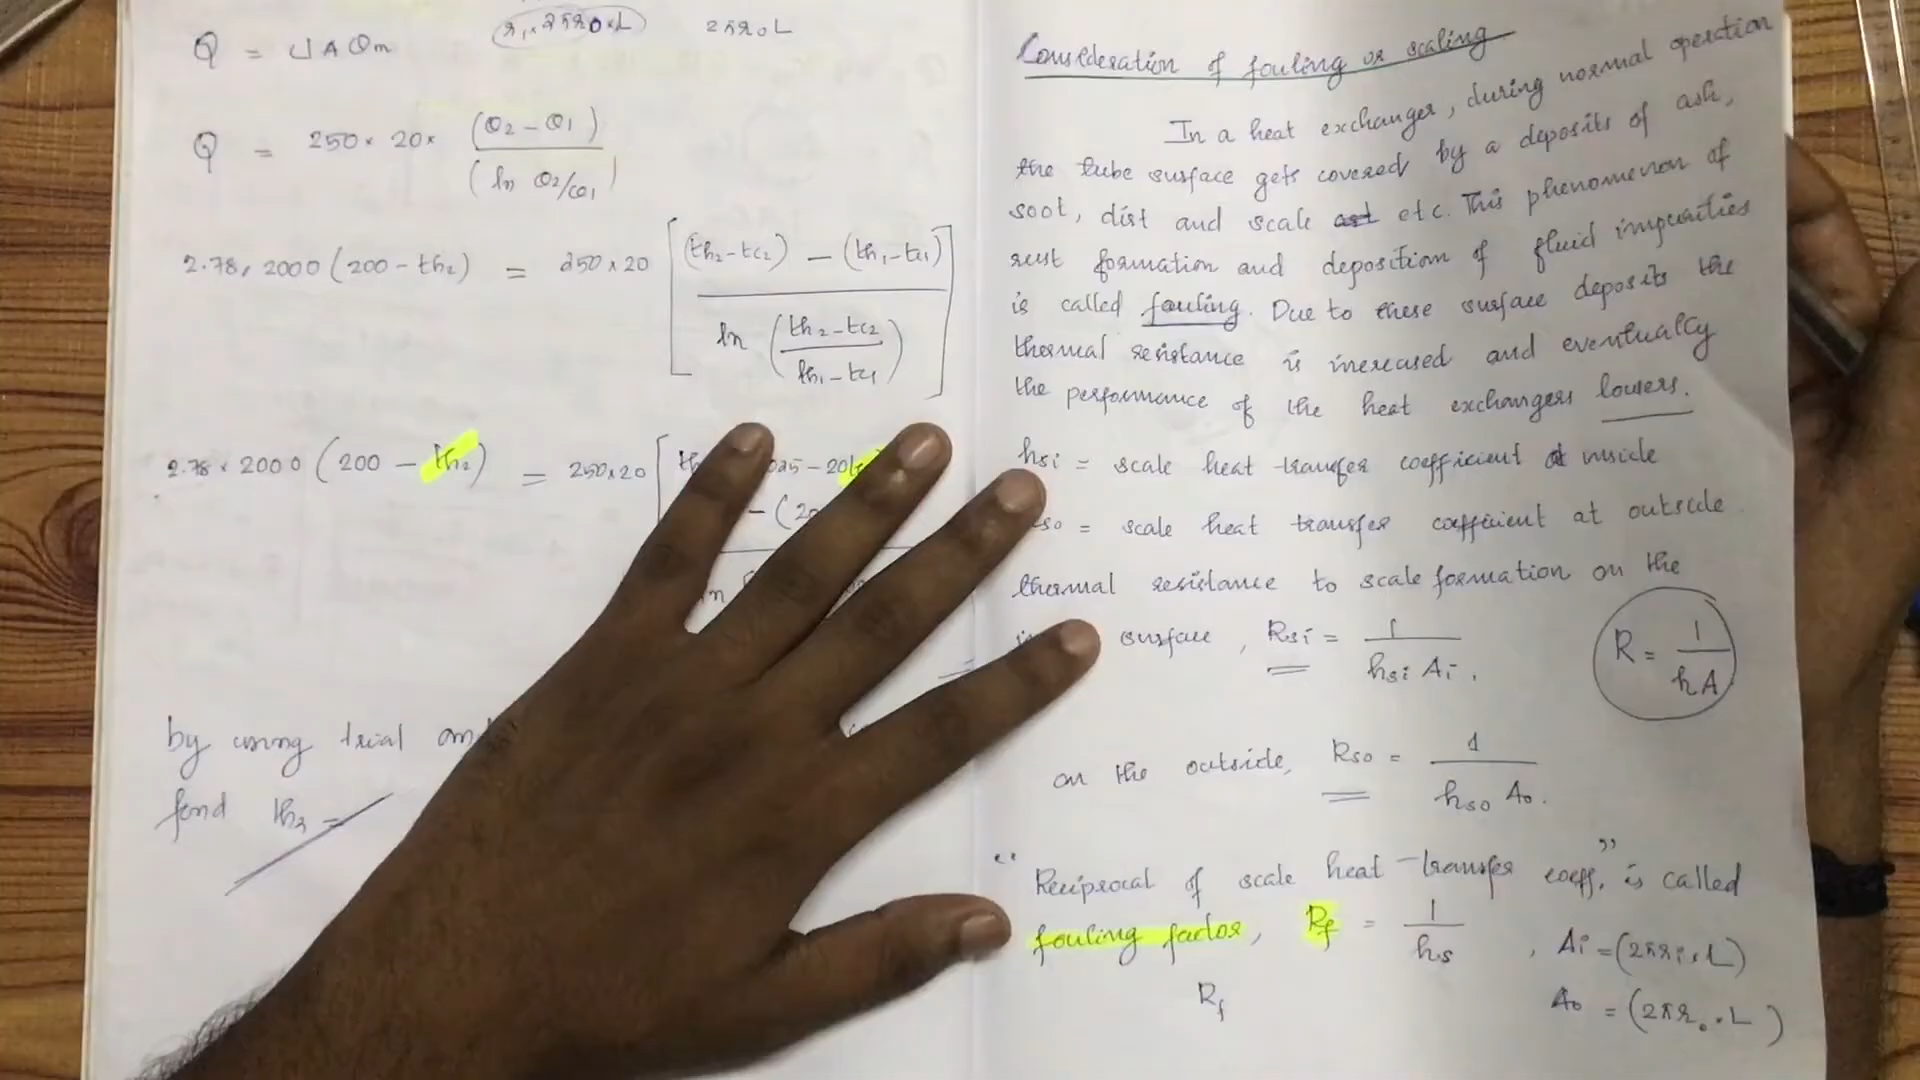 Q = UAΘm
2πr₀L
Q = 250 × 20 × (Θ2 - Θ1) / (ln Θ2/Θ1)
2.78 × 2000 (200 - th2) = 250 × 20 [(th2 - tc2) - (th1 - tc1) / ln (th2 - tc2 / th1 - tc1)]
2.78 × 2000 (200 - th2) = 250 × 20 [
by using trial
find th2 =
Consideration of fouling or scaling
In a heat exchanger, during normal operation
the tube surface gets covered by a deposits of ash,
soot, dist and scale etc. This phenomenon of
rust formation and deposition of fluid impurities
is called fouling. Due to these surface deposits the
thermal resistance is increased and eventually
the performance of the heat exchangers lowers.
hsi = scale heat transfer coefficient at inside
= scale heat transfer coefficient at outside
thermal resistance to scale formation on the
surface, Rsi = 1 / hsi Ai.
R = 1 / hA
on the outside, Rso = 1 / hso Ao.
"Reciprocal of scale heat transfer coeff." is called
fouling factor, Rf = 1 / hs , Ai = (2πri × L)
Rf
Ao = (2πro × L)